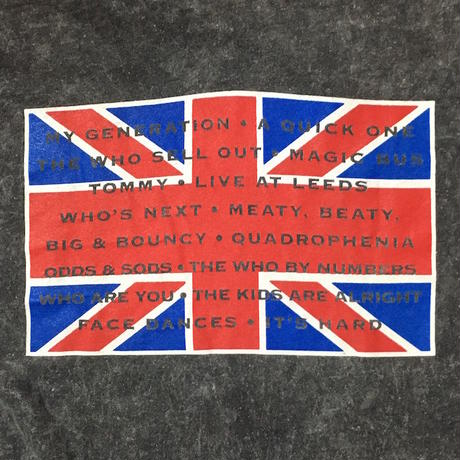 MY GENERATION • A QUICK ONE
THE WHO SELL OUT • MAGIC BUS
TOMMY • LIVE AT LEEDS
WHO'S NEXT • MEATY, BEATY,
BIG & BOUNCY • QUADROPHENIA
ODDS & SODS • THE WHO BY NUMBERS
WHO ARE YOU • THE KIDS ARE ALRIGHT
FACE DANCES • IT'S HARD